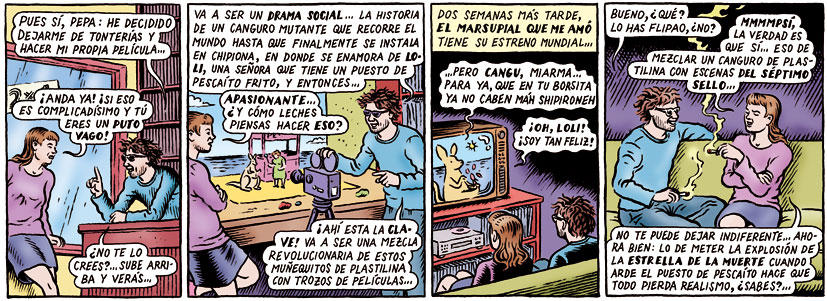 PUES SÍ, PEPA: HE DECIDIDO
DEJARME DE TONTERÍAS Y
HACER MI PROPIA PELÍCULA...
¡ANDA YA! ¡SI ESO
ES COMPLICADÍSIMO Y TÚ
ERES UN PUTO
VAGO!
¿NO TE LO
CREES?... SUBE ARRI-
BA Y VERÁS...
VA A SER UN DRAMA SOCIAL... LA HISTORIA
DE UN CANGURO MUTANTE QUE RECORRE EL
MUNDO HASTA QUE FINALMENTE SE INSTALA
EN CHIPIONA, EN DONDE SE ENAMORA DE LO-
LI, UNA SEÑORA QUE TIENE UN PUESTO DE
PESCAÍTO FRITO, Y ENTONCES...
APASIONANTE...
¿Y CÓMO LECHES
PIENSAS HACER ESO?
¡AHÍ ESTA LA CLA-
VE! VA A SER UNA MEZCLA
REVOLUCIONARIA DE ESTOS
MUÑEQUITOS DE PLASTILINA
CON TROZOS DE PELÍCULAS...
DOS SEMANAS MÁS TARDE,
EL MARSUPIAL QUE ME AMÓ
TIENE SU ESTRENO MUNDIAL...
...PERO CANGU, MIARMA...
PARA YA, QUE EN TU BORSITA
YA NO CABEN MÁH SHIPIRONEH
¡OH, LOLI!
¡SOY TAN FELIZ!
BUENO, ¿QUÉ?
LO HAS FLIPAO, ¿NO?
MMMMPSÍ,
LA VERDAD ES
QUE SÍ... ESO DE
MEZCLAR UN CANGURO DE PLAS-
TILINA CON ESCENAS DEL SÉPTIMO
SELLO...
NO TE PUEDE DEJAR INDIFERENTE... AHO-
RA BIEN: LO DE METER LA EXPLOSIÓN DE
LA ESTRELLA DE LA MUERTE CUANDO
ARDE EL PUESTO DE PESCAÍTO HACE QUE
TODO PIERDA REALISMO, ¿SABES?...